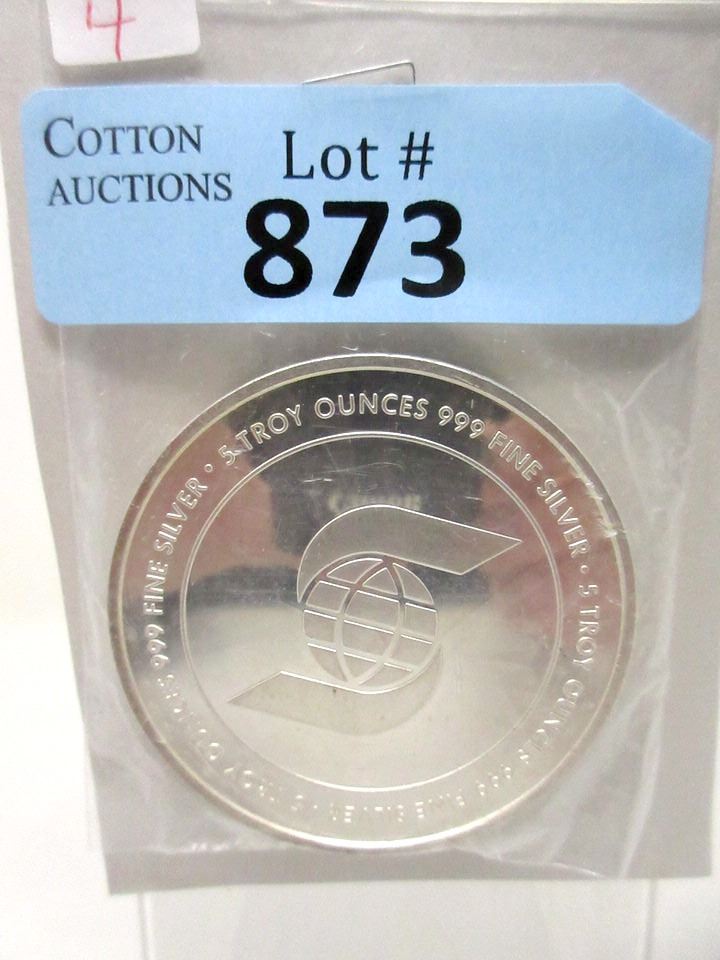 4
COTTON
AUCTIONS
Lot #
873
5 TROY OUNCES 999 FINE SILVER • 5 TROY OUNCES 999 FINE SILVER • 5 TROY OUNCES 999 FINE SILVER •